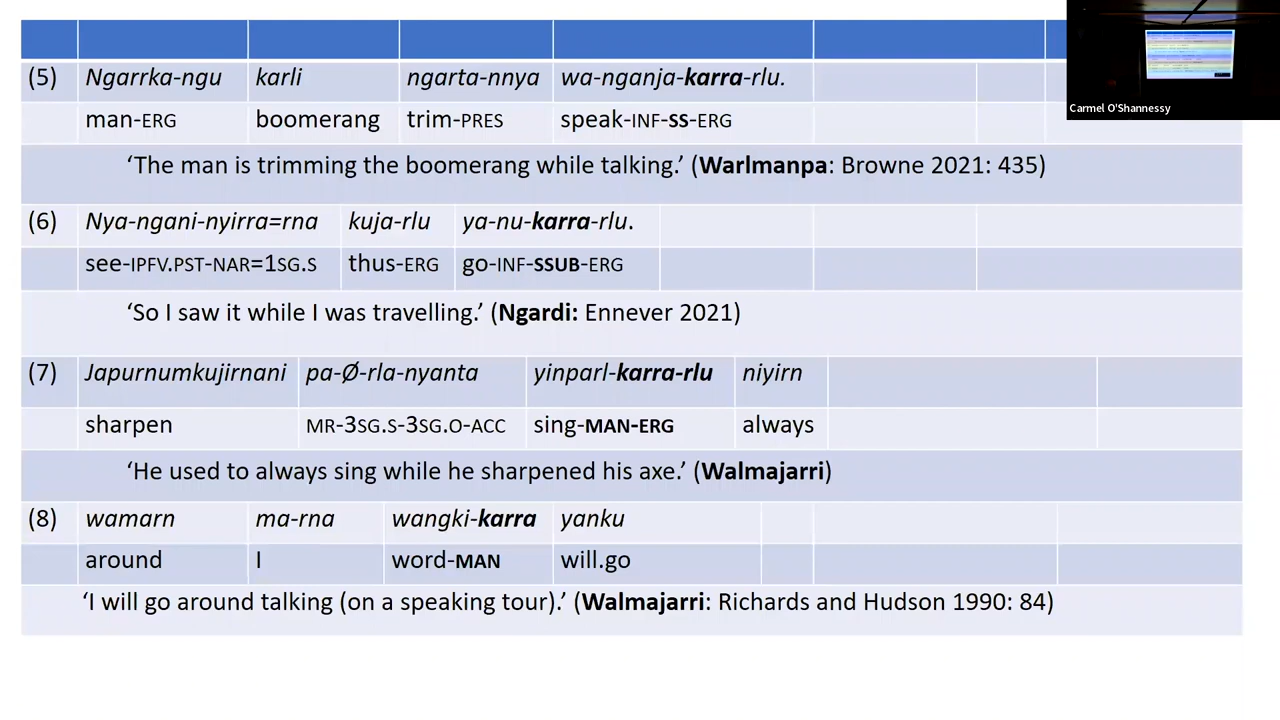 (5) Ngarrka-ngu karli ngarta-nnya wa-nganja-karra-rlu.
man-ERG boomerang trim-PRES speak-INF-SS-ERG
‘The man is trimming the boomerang while talking.’ (Warlmanpa: Browne 2021: 435)
(6) Nya-ngani-nyirra=rna kuja-rlu ya-nu-karra-rlu.
see-IPFV.PST-NAR=1SG.S thus-ERG go-INF-SSUB-ERG
‘So I saw it while I was travelling.’ (Ngardi: Ennever 2021)
(7) Japurnumkujirnani pa-Ø-rla-nyanta yinparl-karra-rlu niyirn
sharpen MR-3SG.S-3SG.O-ACC sing-MAN-ERG always
‘He used to always sing while he sharpened his axe.’ (Walmajarri)
(8) wamarn ma-rna wangki-karra yanku
around I word-MAN will.go
‘I will go around talking (on a speaking tour).’ (Walmajarri: Richards and Hudson 1990: 84)
Carmel O'Shannessy